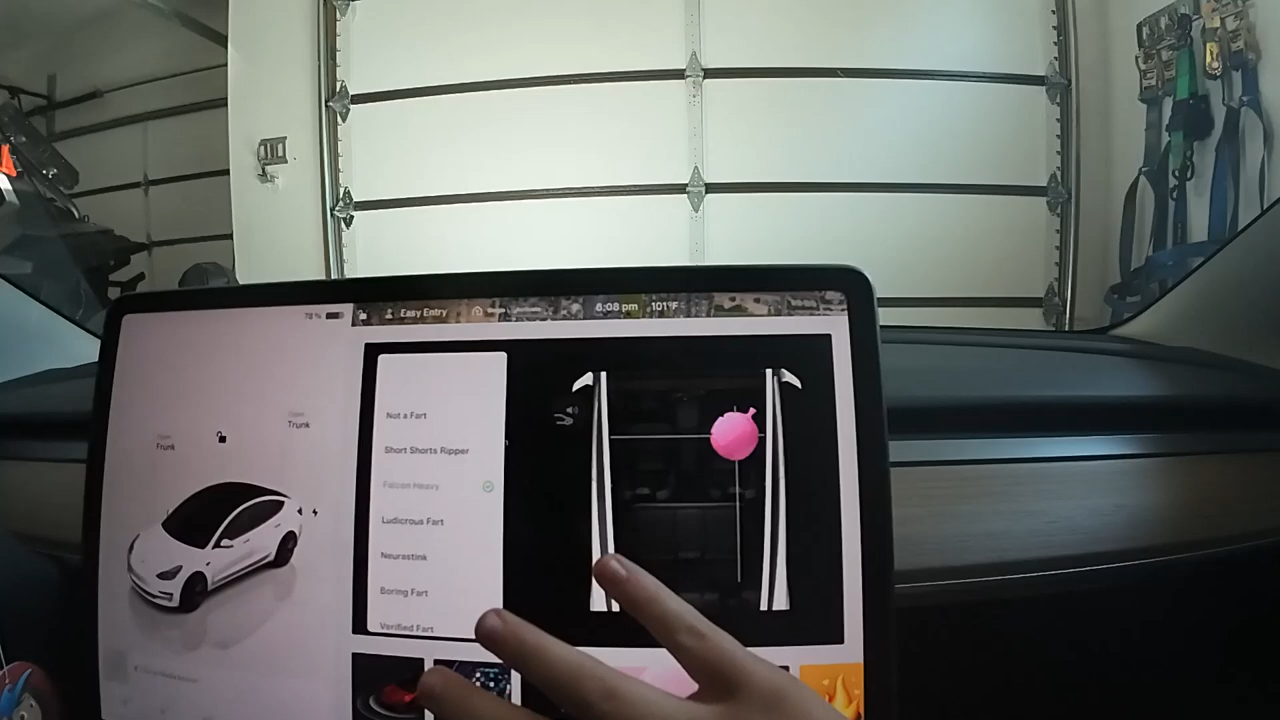 78 %
Easy Entry
6:08 pm
101°F
Not a Fart
Short Shorts Ripper
Falcon Heavy
Ludicrous Fart
Neurastink
Boring Fart
Verified Fart
Open
Trunk
Open
Frunk